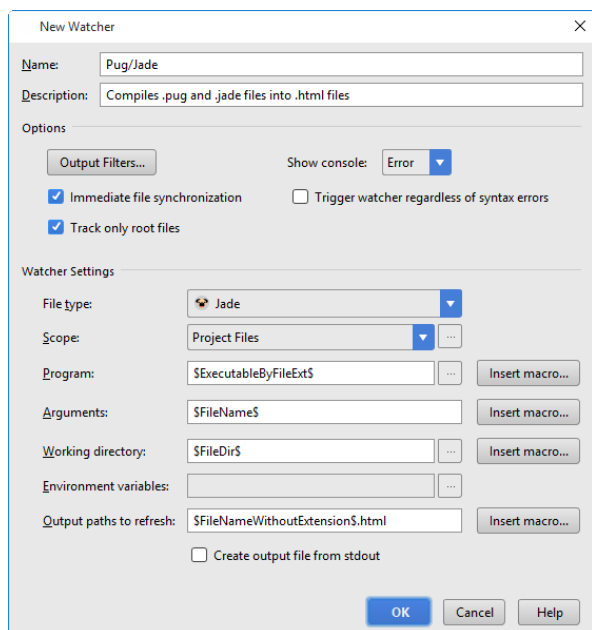 New Watcher
Name: Pug/Jade
Description: Compiles .pug and .jade files into .html files
Options
Output Filters... Show console: Error
Immediate file synchronization Trigger watcher regardless of syntax errors
Track only root files
Watcher Settings
File type: Jade
Scope: Project Files ...
Program: $ExecutableByFileExt$ ... Insert macro...
Arguments: $FileName$ Insert macro...
Working directory: $FileDir$ ... Insert macro...
Environment variables: ...
Output paths to refresh: $FileNameWithoutExtension$.html Insert macro...
Create output file from stdout
OK Cancel Help